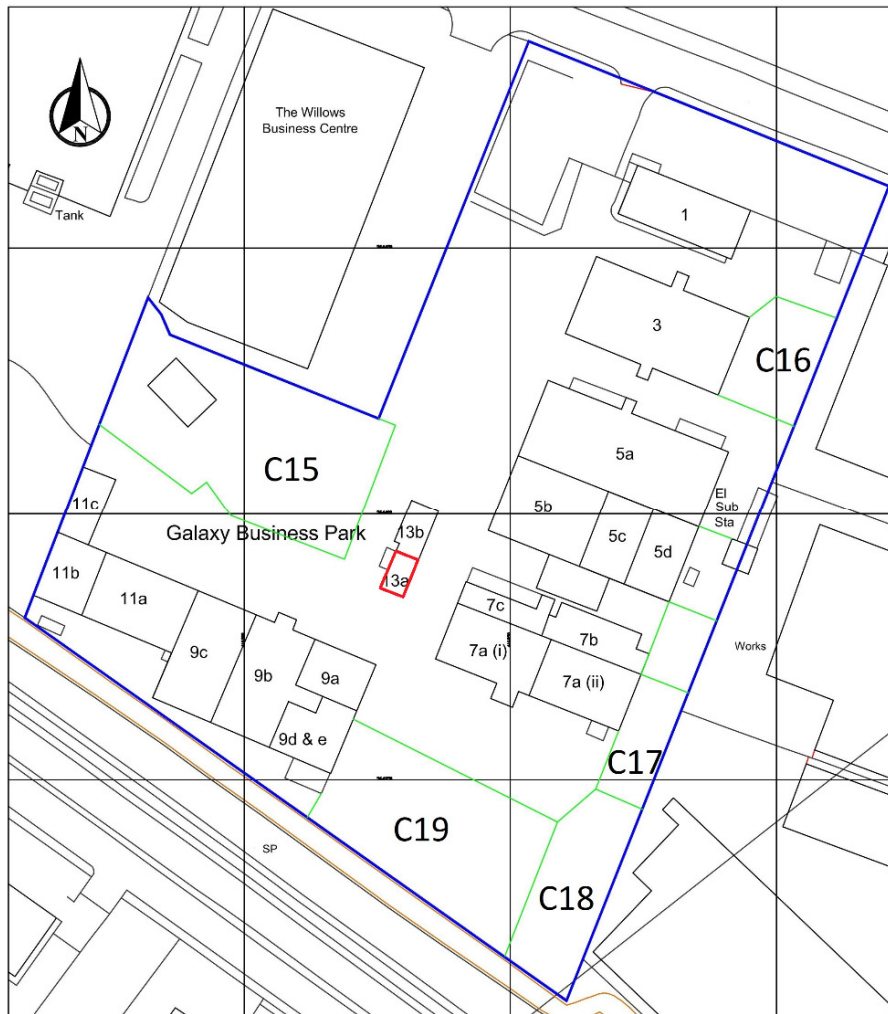 The Willows
Business Centre
N
Tank
1
3
C16
5a
C15
El
Sub
Sta
11c
5b
Galaxy Business Park
13b
5c
5d
11b
13a
11a
7c
7b
9c
7a (i)
Works
9b
9a
7a (ii)
9d & e
C17
C19
SP
C18